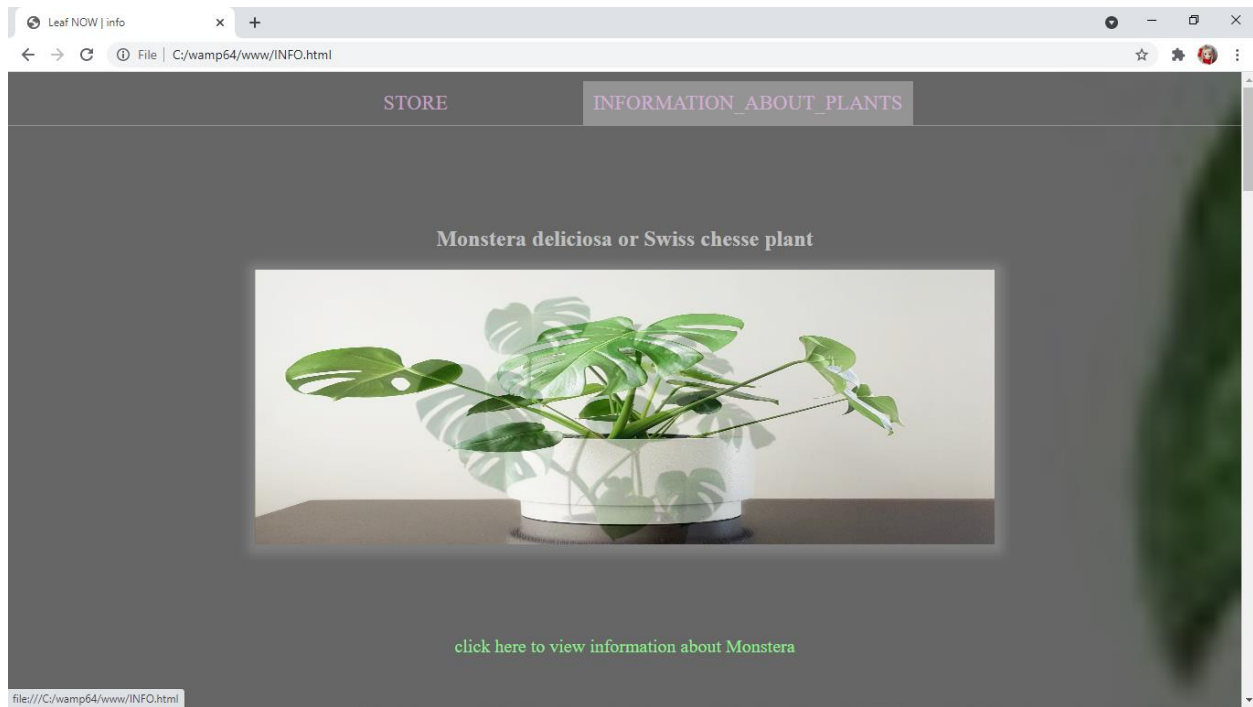 Leaf NOW | info
File | C:/wamp64/www/INFO.html
STORE INFORMATION_ABOUT_PLANTS
Monstera deliciosa or Swiss chesse plant
click here to view information about Monstera
file:///C:/wamp64/www/INFO.html